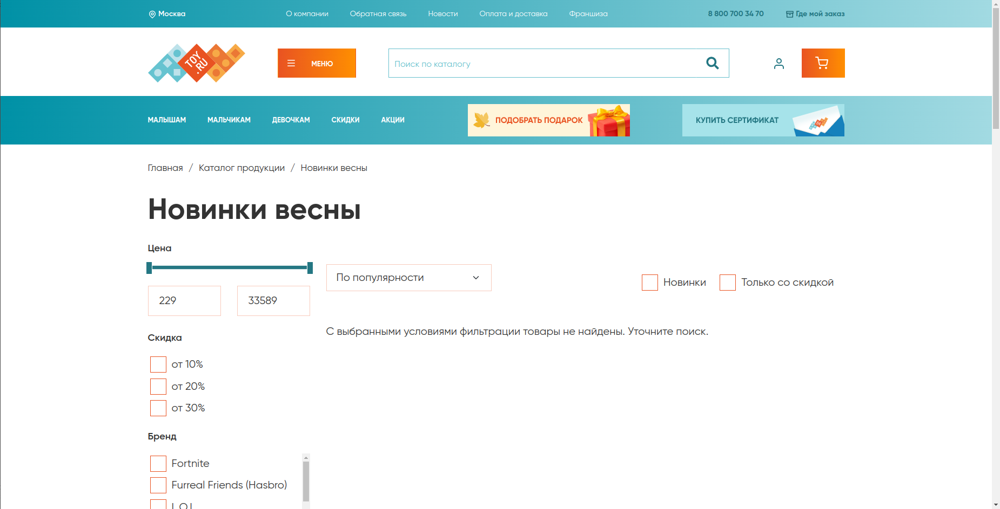 Москва О компании Обратная связь Новости Оплата и доставка Франшиза 8 800 700 34 70 Где мой заказ
TOY
.RU
МЕНЮ
Поиск по каталогу
МАЛЫШАМ МАЛЬЧИКАМ ДЕВОЧКАМ СКИДКИ АКЦИИ ПОДОБРАТЬ ПОДАРОК КУПИТЬ СЕРТИФИКАТ
Главная / Каталог продукции / Новинки весны
Новинки весны
Цена
229 33589
По популярности
Новинки Только со скидкой
С выбранными условиями фильтрации товары не найдены. Уточните поиск.
Скидка
от 10%
от 20%
от 30%
Бренд
Fortnite
Furreal Friends (Hasbro)